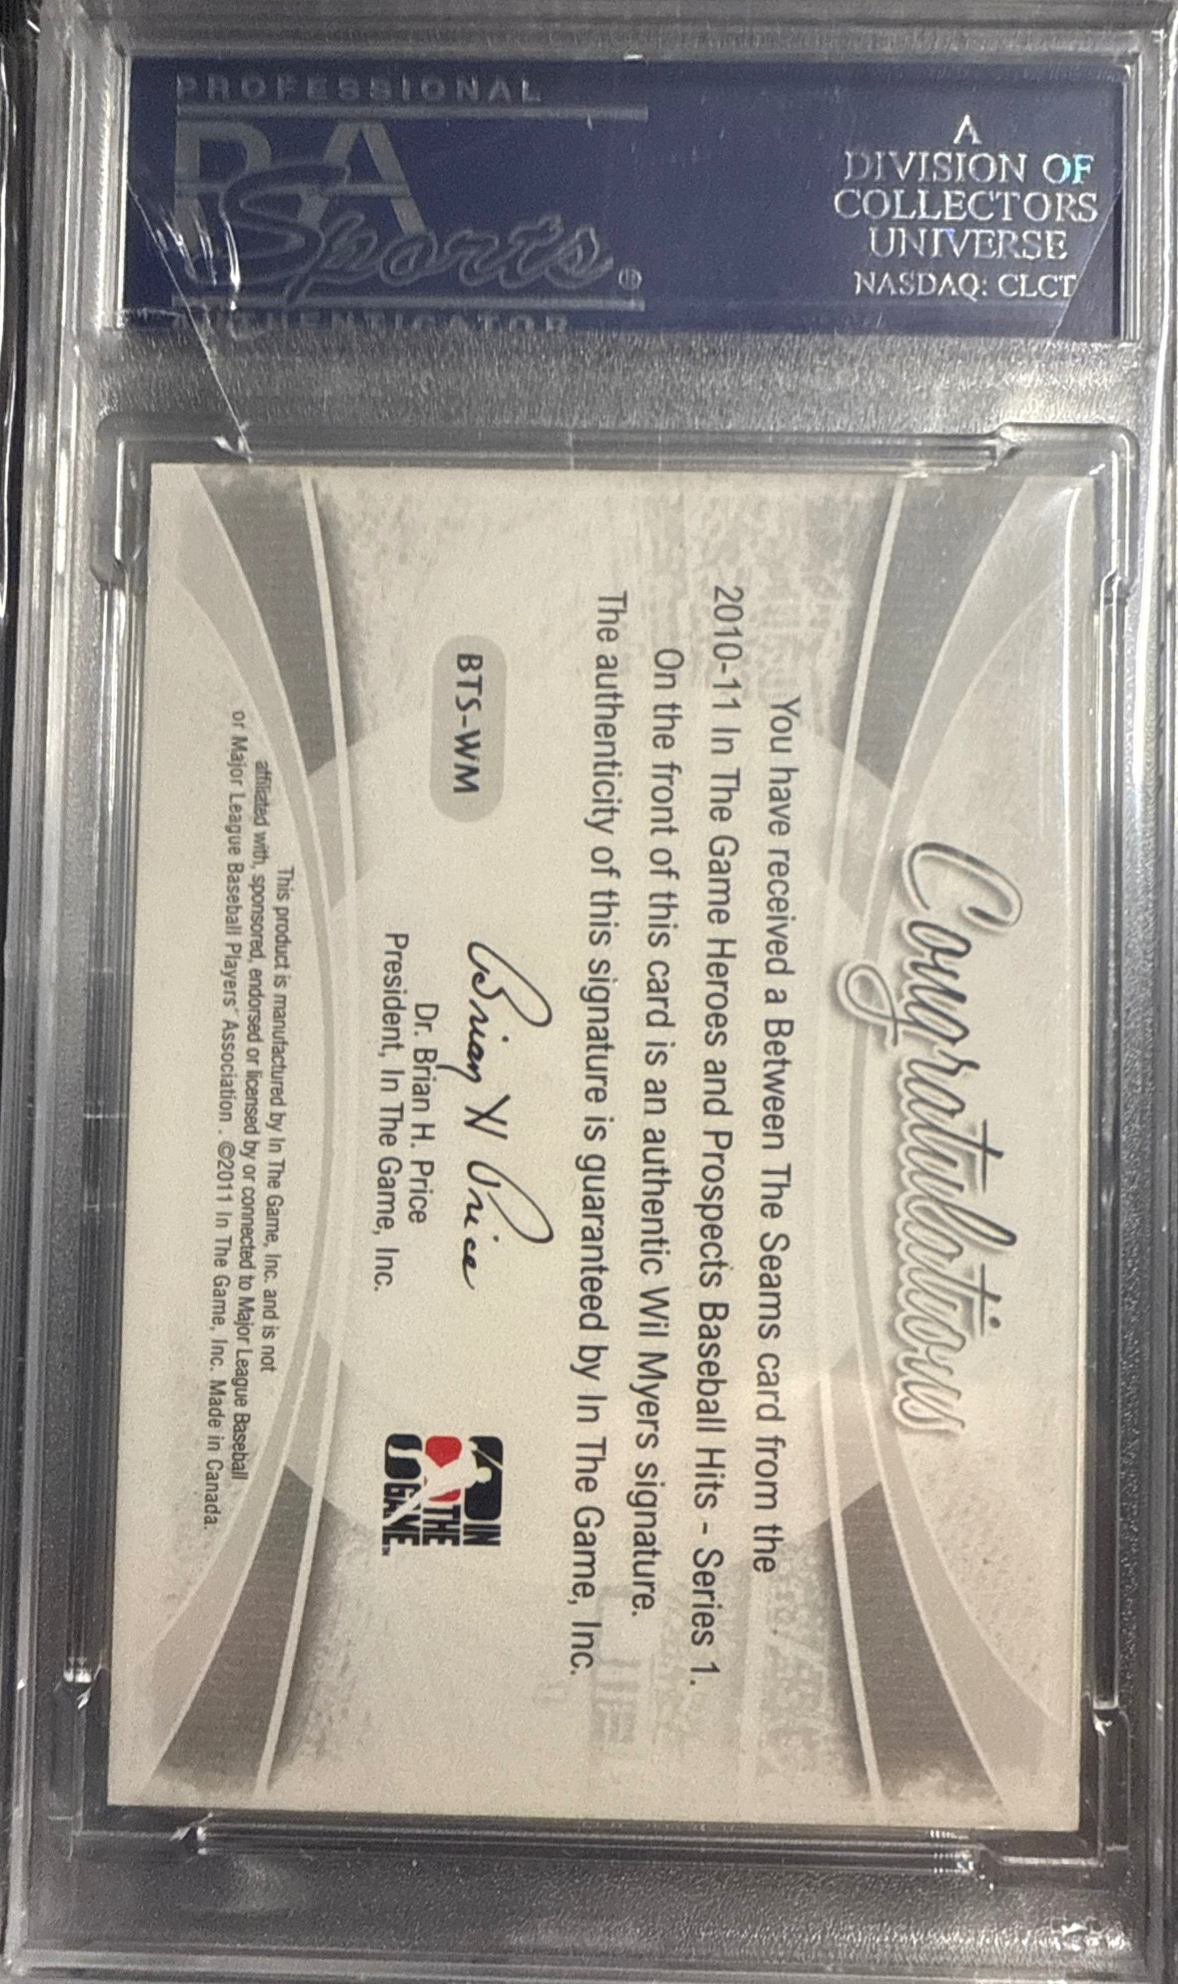 PROFESSIONAL
PSA
Sports®
AUTHENTICATOR
A
DIVISION OF
COLLECTORS
UNIVERSE
NASDAQ: CLCT
Congratulations
You have received a Between The Seams card from the
2010-11 In The Game Heroes and Prospects Baseball Hits - Series 1.
On the front of this card is an authentic Wil Myers signature.
The authenticity of this signature is guaranteed by In The Game, Inc.
BTS-WM
Brian H Price
Dr. Brian H. Price
President, In The Game, Inc.
IN
THE
GAME™
This product is manufactured by In The Game, Inc. and is not
affiliated with, sponsored, endorsed or licensed by or connected to Major League Baseball
or Major League Baseball Players' Association. ©2011 In The Game, Inc. Made in Canada.